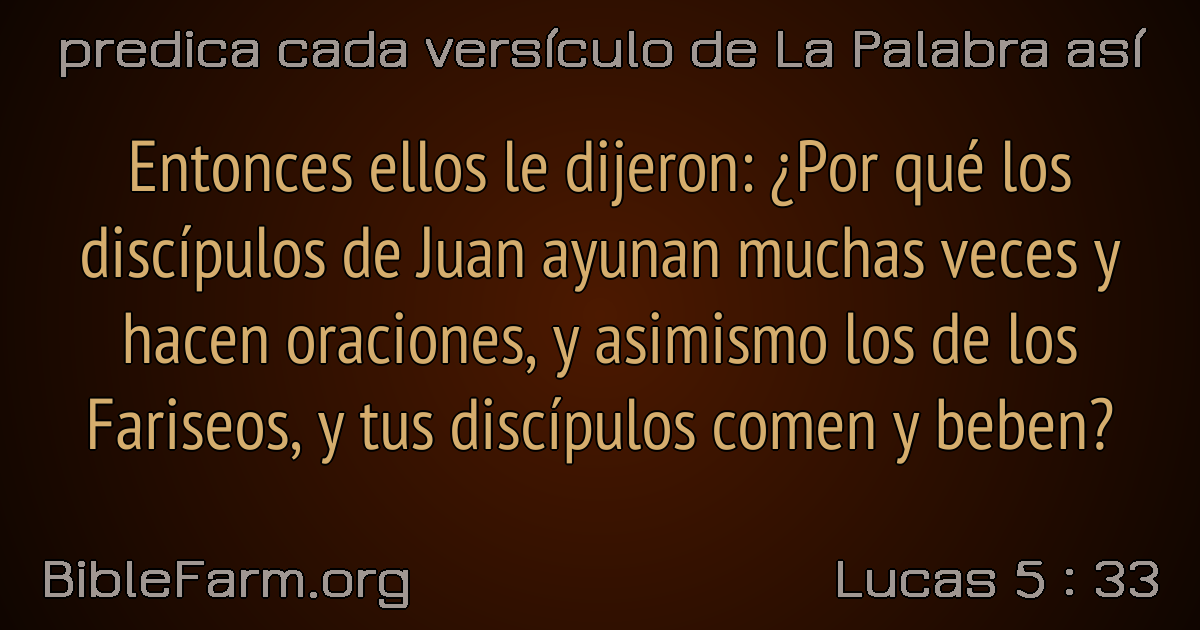 predica cada versículo de La Palabra así
Entonces ellos le dijeron: ¿Por qué los
discípulos de Juan ayunan muchas veces y
hacen oraciones, y asimismo los de los
Fariseos, y tus discípulos comen y beben?
BibleFarm.org
Lucas 5 : 33